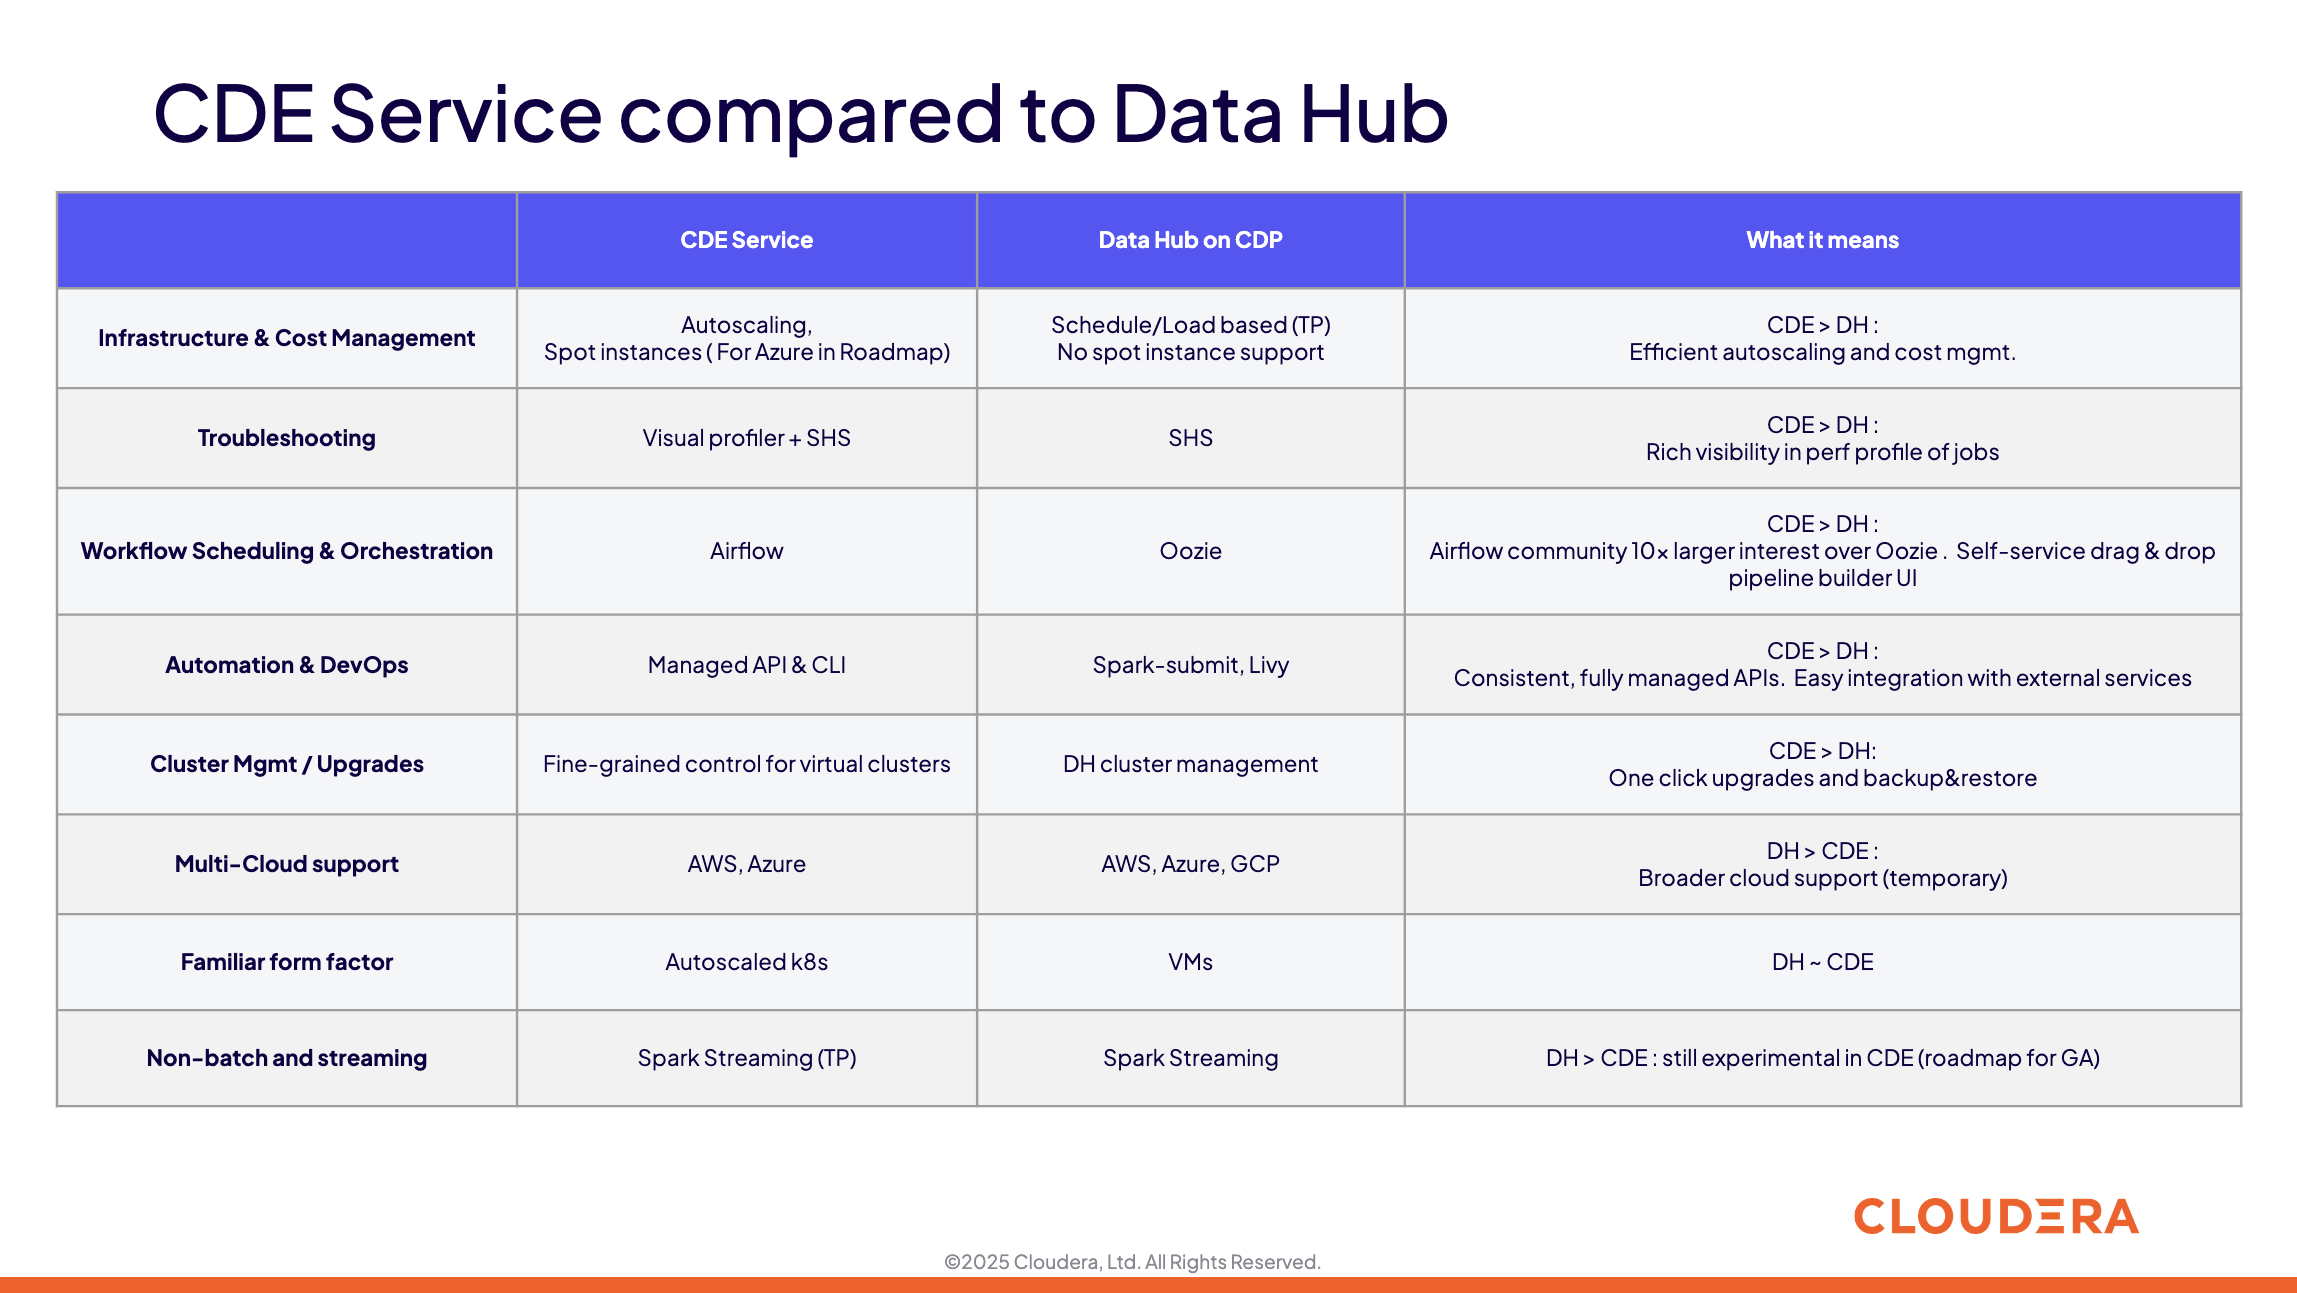 CDE Service compared to Data Hub
CDE Service
Data Hub on CDP
What it means
Infrastructure & Cost Management
Autoscaling,
Spot instances ( For Azure in Roadmap)
Schedule/Load based (TP)
No spot instance support
CDE > DH :
Efficient autoscaling and cost mgmt.
Troubleshooting
Visual profiler + SHS
SHS
CDE > DH :
Rich visibility in perf profile of jobs
Workflow Scheduling & Orchestration
Airflow
Oozie
CDE > DH :
Airflow community 10x larger interest over Oozie . Self-service drag & drop
pipeline builder UI
Automation & DevOps
Managed API & CLI
Spark-submit, Livy
CDE > DH :
Consistent, fully managed APIs. Easy integration with external services
Cluster Mgmt / Upgrades
Fine-grained control for virtual clusters
DH cluster management
CDE > DH:
One click upgrades and backup&restore
Multi-Cloud support
AWS, Azure
AWS, Azure, GCP
DH > CDE :
Broader cloud support (temporary)
Familiar form factor
Autoscaled k8s
VMs
DH ~ CDE
Non-batch and streaming
Spark Streaming (TP)
Spark Streaming
DH > CDE : still experimental in CDE (roadmap for GA)
CLOUDERA
©2025 Cloudera, Ltd. All Rights Reserved.